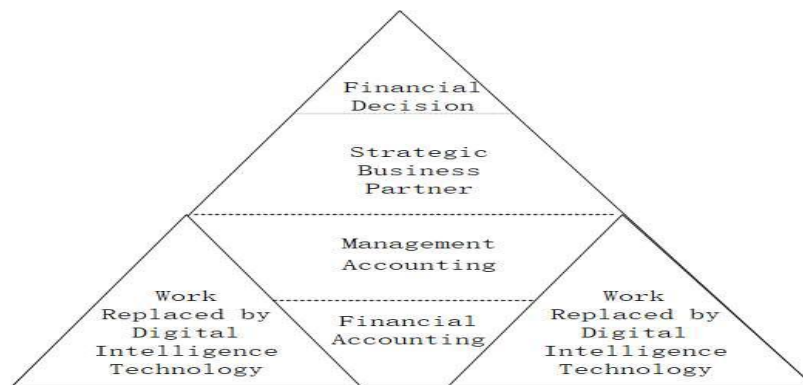 Financial
Decision
Strategic
Business
Partner
Management
Accounting
Work
Replaced by
Digital
Intelligence
Technology
Financial
Accounting
Work
Replaced by
Digital
Intelligence
Technology